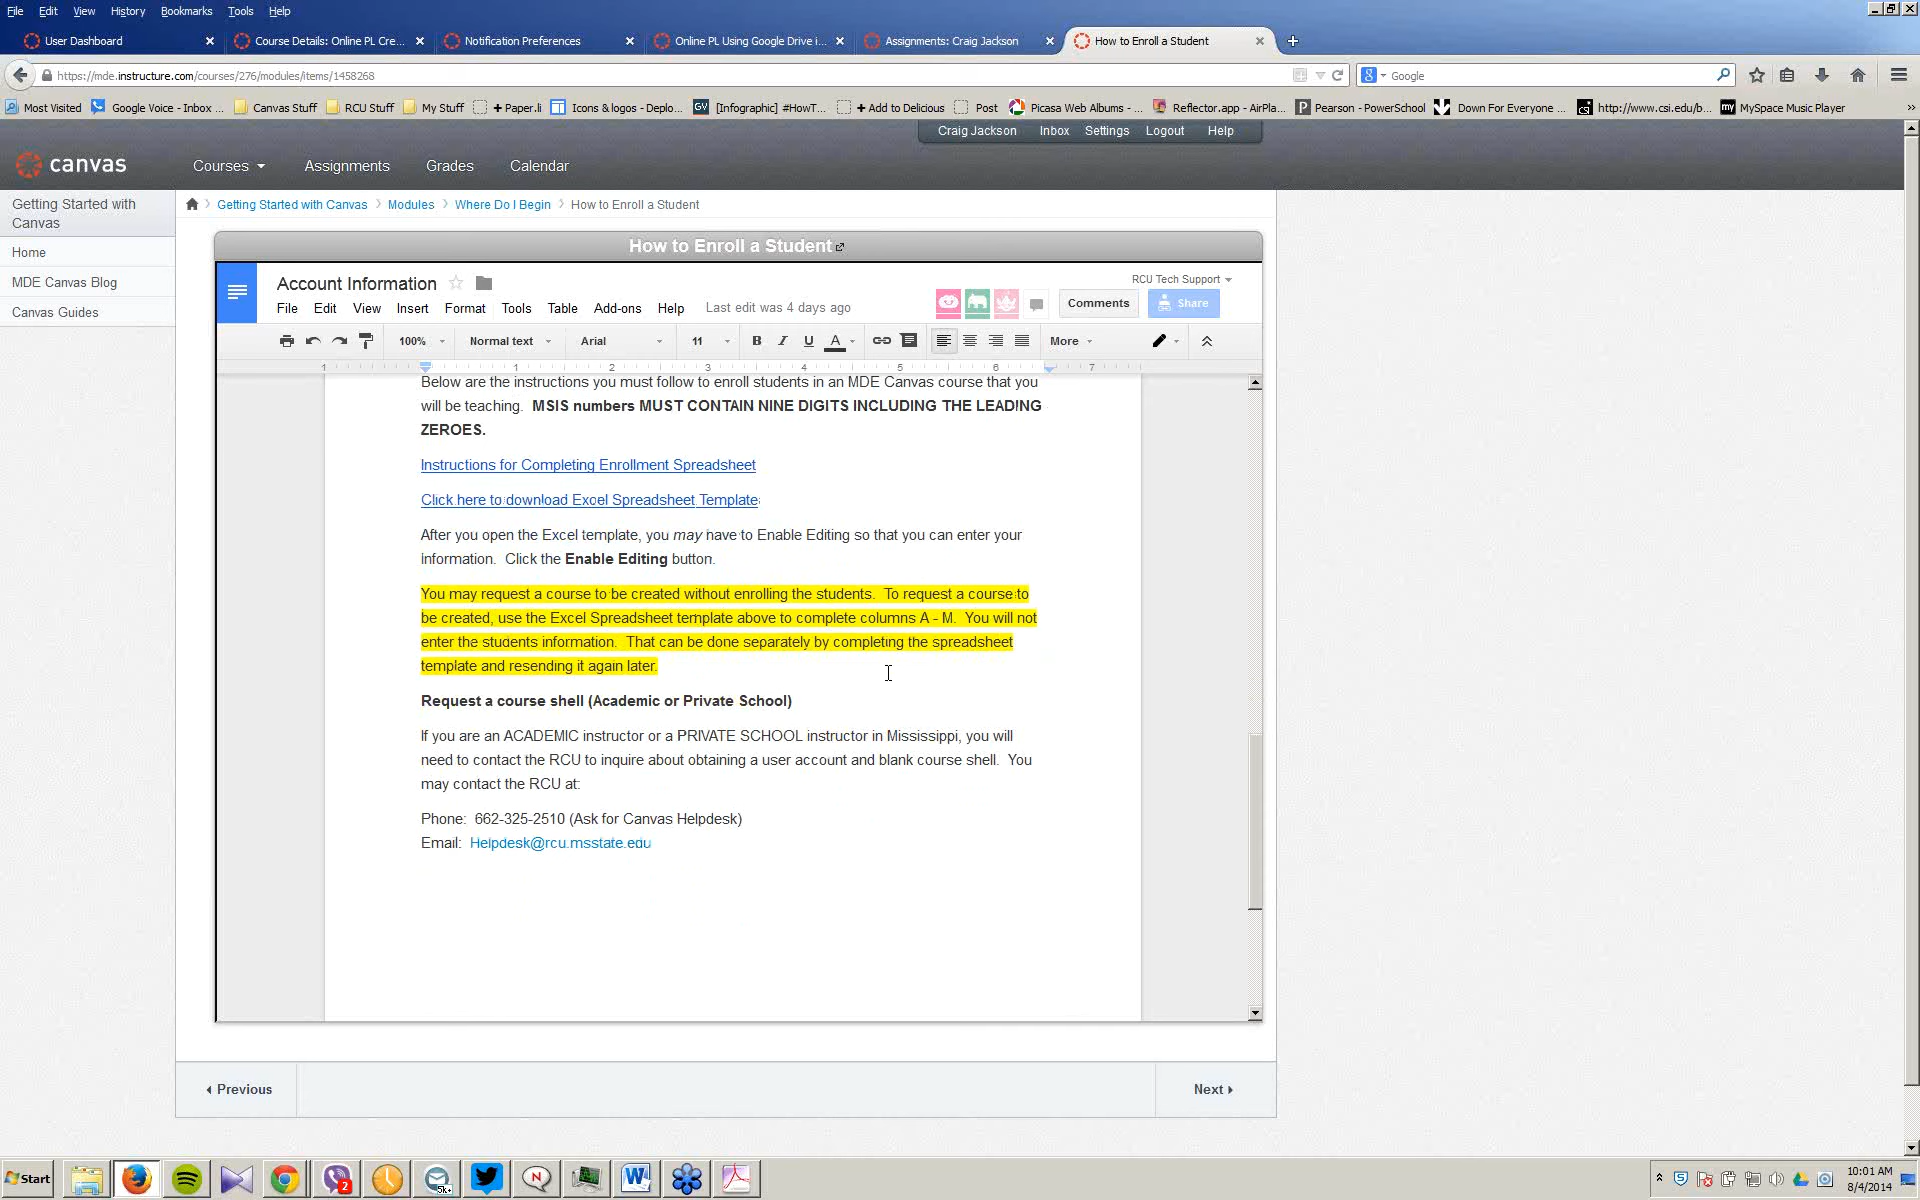 File Edit View History Bookmarks Tools Help
User Dashboard
Course Details: Online PL Cre...
Notification Preferences
Online PL Using Google Drive i...
Assignments: Craig Jackson
How to Enroll a Student
https://mde.instructure.com/courses/276/modules/items/1458268
Google
Most Visited
Google Voice - Inbox ...
Canvas Stuff
RCU Stuff
My Stuff
+ Paper.li
Icons & logos - Deplo...
[Infographic] #HowT...
+ Add to Delicious
Post
Picasa Web Albums - ...
Reflector.app - AirPla...
Pearson - PowerSchool
Down For Everyone ...
http://www.csi.edu/b...
MySpace Music Player
Craig Jackson Inbox Settings Logout Help
canvas
Courses Assignments Grades Calendar
Getting Started with
Canvas
Home
MDE Canvas Blog
Canvas Guides
Getting Started with Canvas Modules Where Do I Begin How to Enroll a Student
How to Enroll a Student
Account Information
RCU Tech Support
File Edit View Insert Format Tools Table Add-ons Help Last edit was 4 days ago
Comments Share
100% Normal text Arial 11 B I U A More
1 1 2 3 4 5 6 7
Below are the instructions you must follow to enroll students in an MDE Canvas course that you
will be teaching. MSIS numbers MUST CONTAIN NINE DIGITS INCLUDING THE LEADING
ZEROES.
Instructions for Completing Enrollment Spreadsheet
Click here to download Excel Spreadsheet Template
After you open the Excel template, you may have to Enable Editing so that you can enter your
information. Click the Enable Editing button.
You may request a course to be created without enrolling the students. To request a course to
be created, use the Excel Spreadsheet template above to complete columns A - M. You will not
enter the students information. That can be done separately by completing the spreadsheet
template and resending it again later.
Request a course shell (Academic or Private School)
If you are an ACADEMIC instructor or a PRIVATE SCHOOL instructor in Mississippi, you will
need to contact the RCU to inquire about obtaining a user account and blank course shell. You
may contact the RCU at:
Phone: 662-325-2510 (Ask for Canvas Helpdesk)
Email: Helpdesk@rcu.msstate.edu
Previous
Next
Start
2
5k+
10:01 AM
8/4/2014